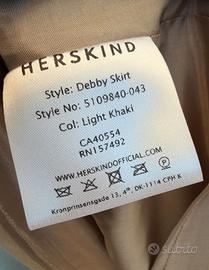 HERSKIND
Style: Debby Skirt
Style No: 5109840-043
Col: Light Khaki
CA40554
RN157492
WWW.HERSKINDOFFICIAL.COM
Kronprinsensgade 13, 4th, DK-1114 CPH K
subito